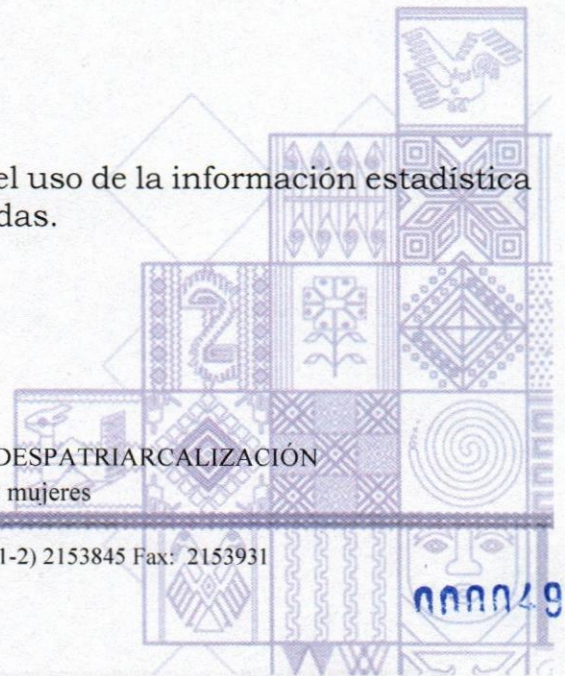 el uso de la información estadística
das.
DESPATRIARCALIZACIÓN
mujeres
1-2) 2153845 Fax: 2153931
000049